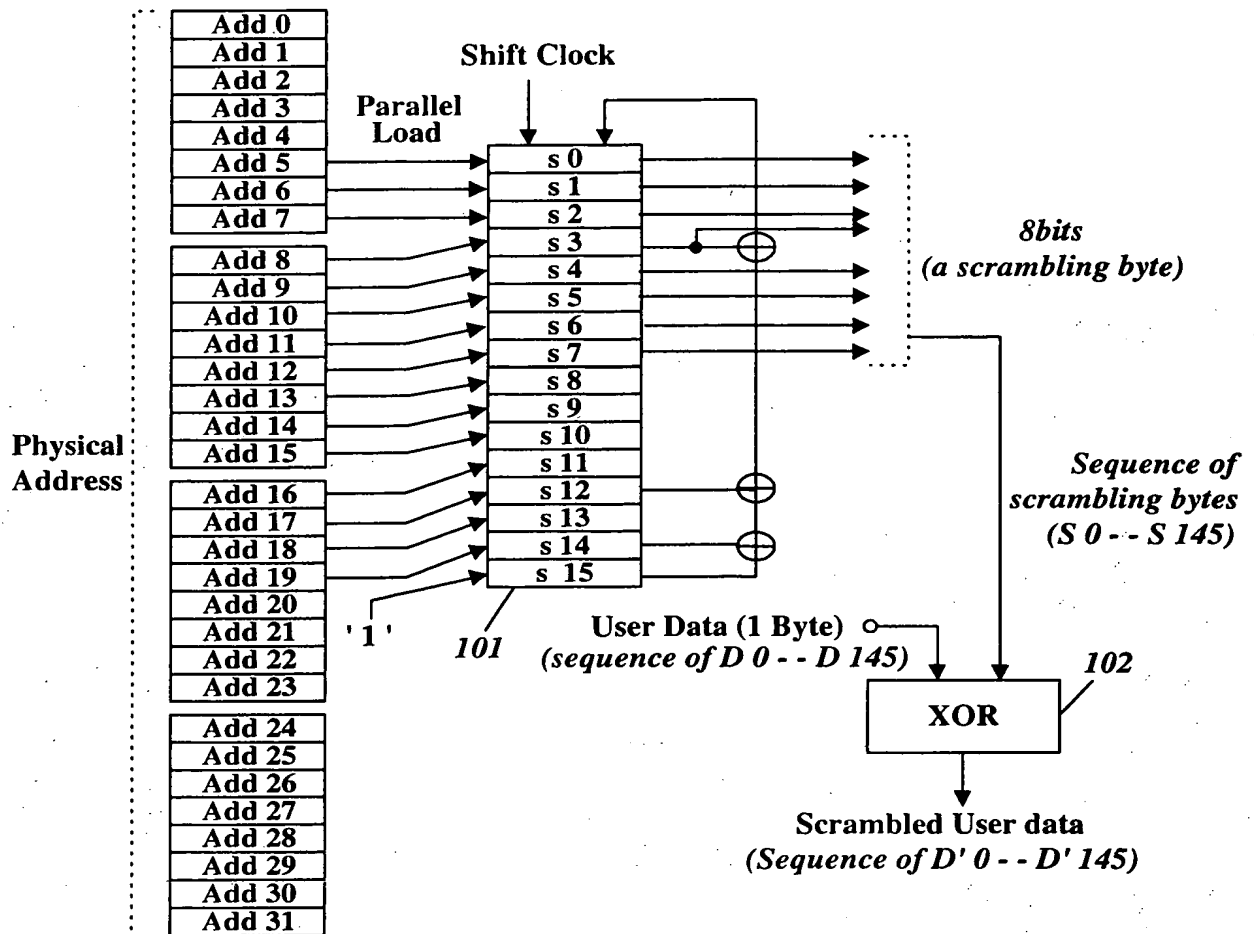 Add 0
Add 1
Add 2
Add 3
Add 4
Add 5
Add 6
Add 7
Add 8
Add 9
Add 10
Add 11
Add 12
Add 13
Add 14
Add 15
Add 16
Add 17
Add 18
Add 19
Add 20
Add 21
Add 22
Add 23
Add 24
Add 25
Add 26
Add 27
Add 28
Add 29
Add 30
Add 31
Physical
Address
Parallel
Load
Shift Clock
s 0
s 1
s 2
s 3
s 4
s 5
s 6
s 7
s 8
s 9
s 10
s 11
s 12
s 13
s 14
s 15
' 1 '
101
8bits
(a scrambling byte)
Sequence of
scrambling bytes
(S 0 - - S 145)
User Data (1 Byte)
(sequence of D 0 - - D 145)
102
XOR
Scrambled User data
(Sequence of D' 0 - - D' 145)